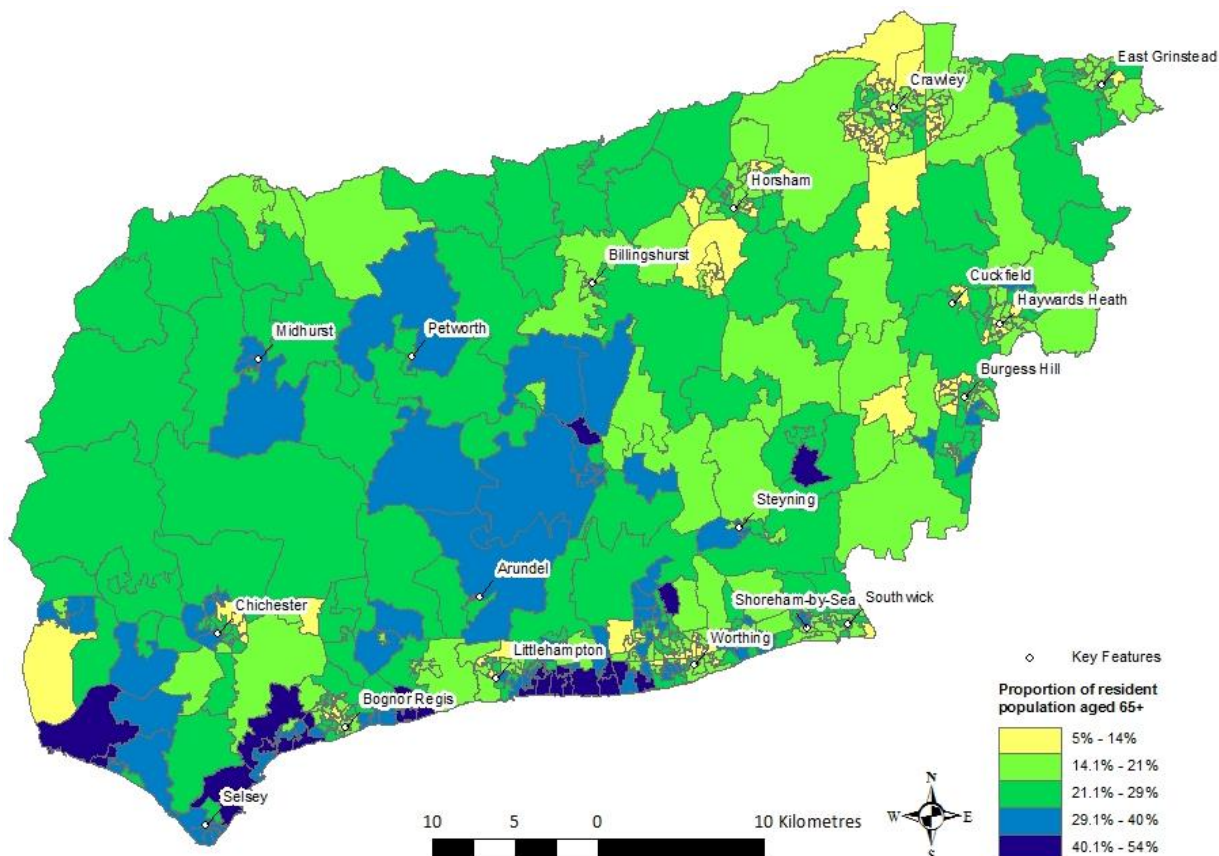 East Grinstead
Crawley
Horsham
Billingshurst
Cuckfield
Haywards Heath
Midhurst
Petworth
Burgess Hill
Steyning
Arundel
Chichester
Shoreham-by-Sea
Southwick
Littlehampton
Worthing
Bognor Regis
Selsey
Key Features
Proportion of resident
population aged 65+
5% - 14%
14.1% - 21%
21.1% - 29%
29.1% - 40%
40.1% - 54%
N
W
E
S
10 5 0 10 Kilometres